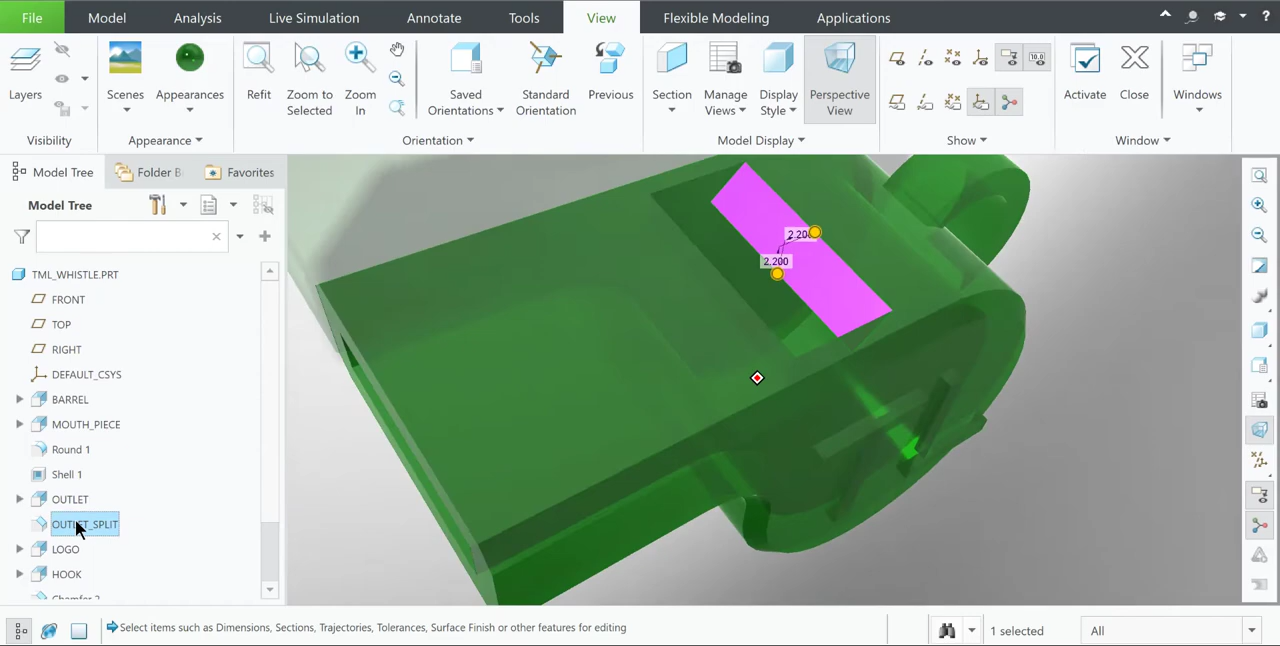 File Model Analysis Live Simulation Annotate Tools View Flexible Modeling Applications
Layers Scenes Appearances Refit Zoom to Selected Zoom In Saved Orientations Standard Orientation Previous Section Manage Views Display Style Perspective View Activate Close Windows
Visibility Appearance Orientation Model Display Show Window
Model Tree Folder B Favorites
Model Tree
TML_WHISTLE.PRT
FRONT
TOP
RIGHT
DEFAULT_CSYS
BARREL
MOUTH_PIECE
Round 1
Shell 1
OUTLET
OUTLET_SPLIT
LOGO
HOOK
Chamfer 2
2.200
2.200
Select items such as Dimensions, Sections, Trajectories, Tolerances, Surface Finish or other features for editing
1 selected
All